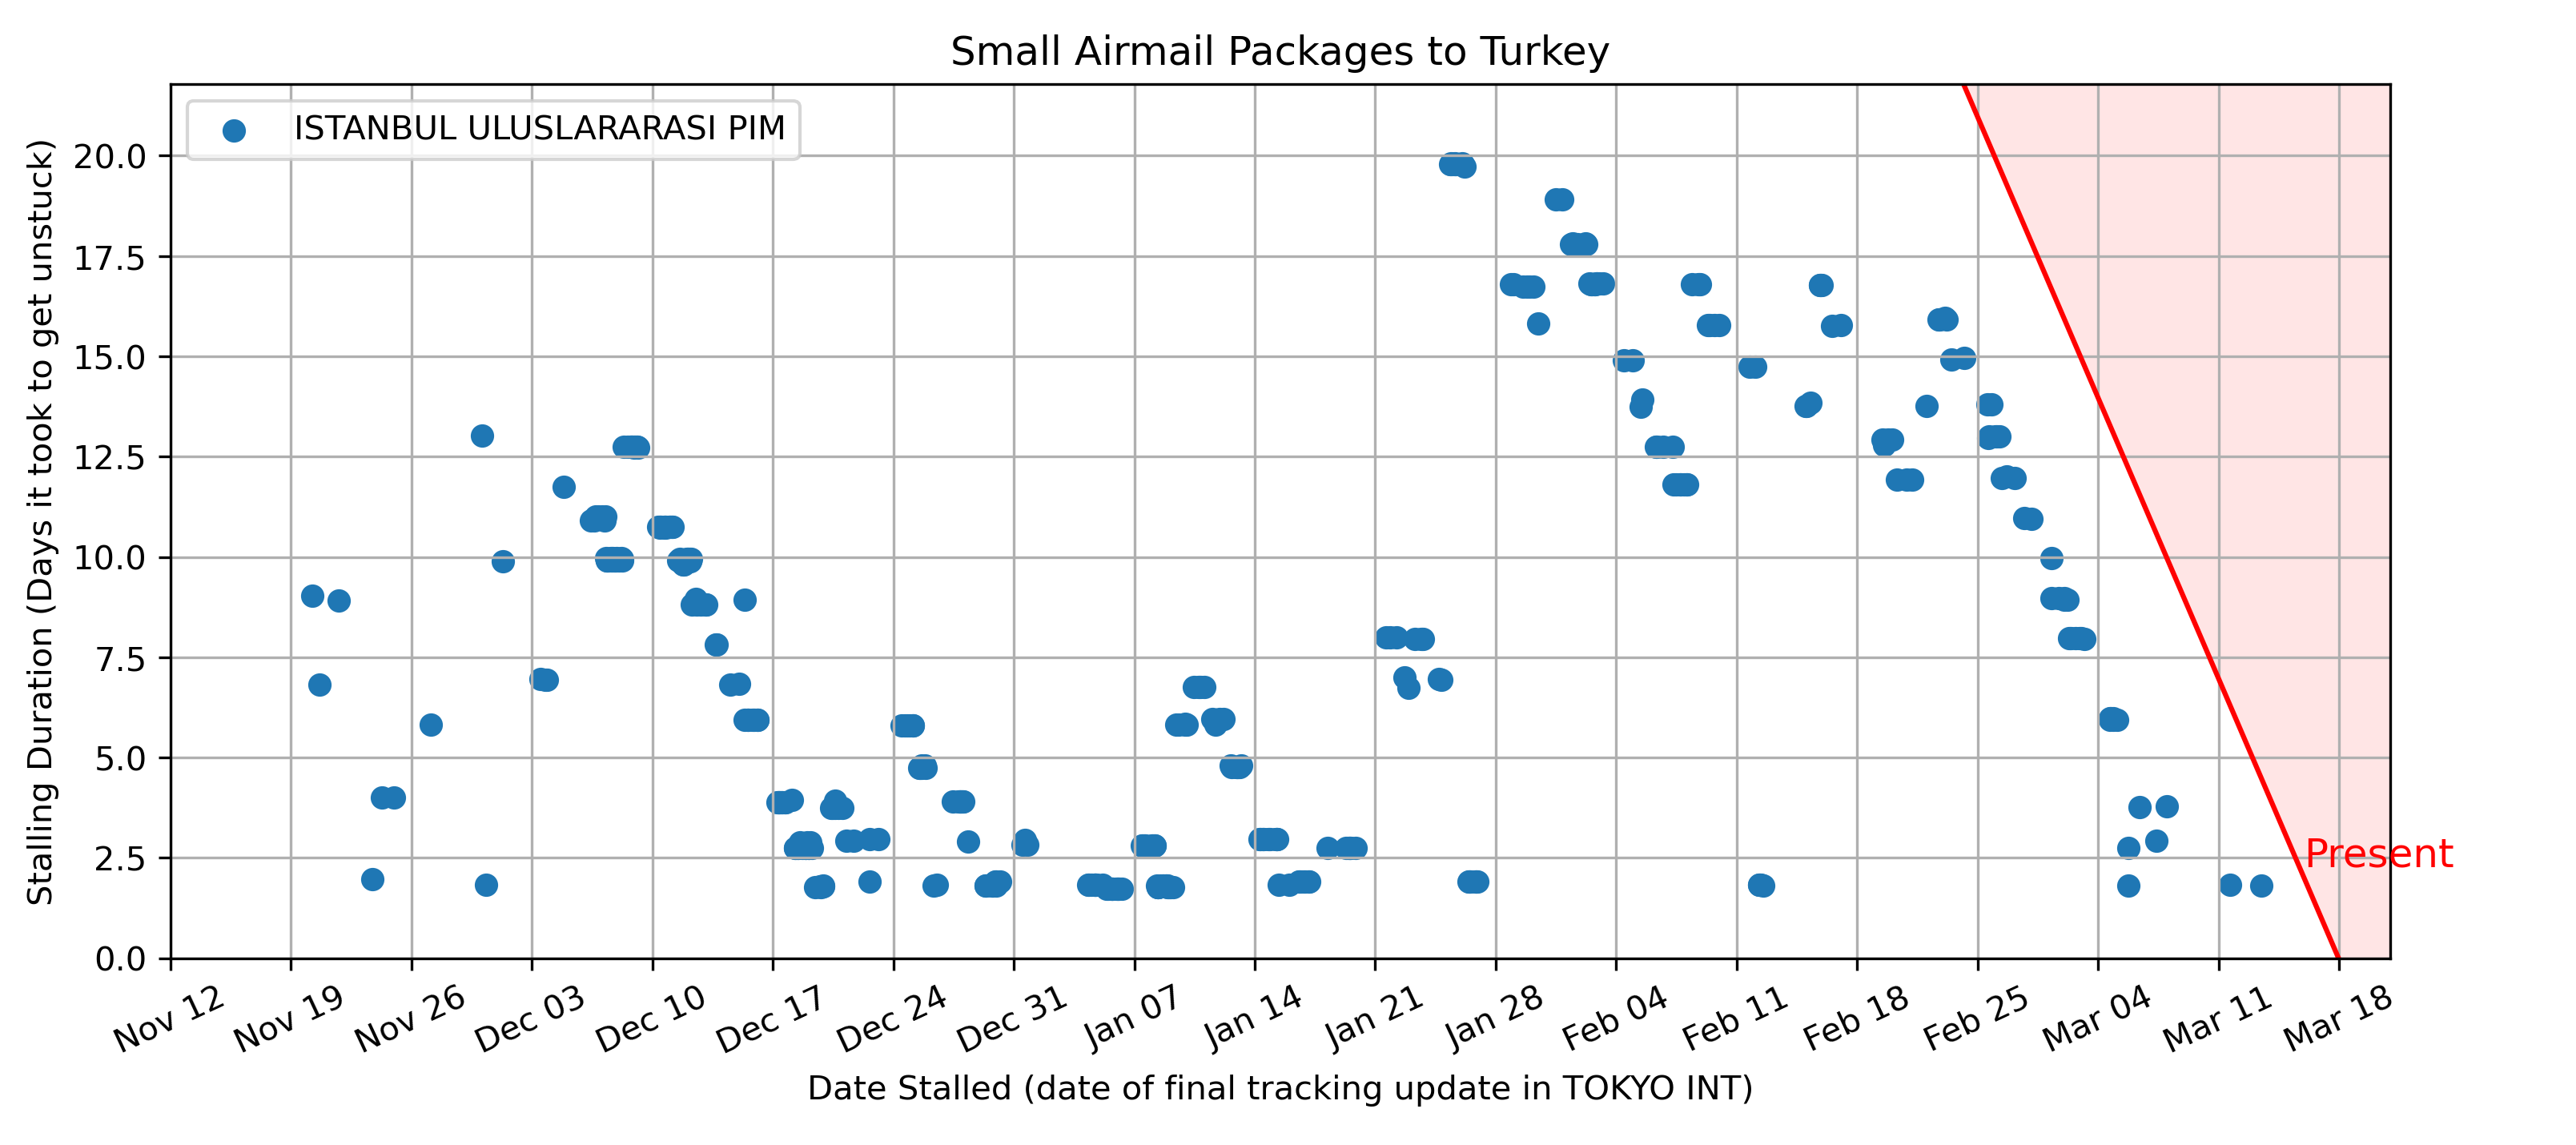 Small Airmail Packages to Turkey
ISTANBUL ULUSLARARASI PIM
Stalling Duration (Days it took to get unstuck)
20.0
17.5
15.0
12.5
10.0
7.5
5.0
2.5
0.0
Present
Nov 12
Nov 19
Nov 26
Dec 03
Dec 10
Dec 17
Dec 24
Dec 31
Jan 07
Jan 14
Jan 21
Jan 28
Feb 04
Feb 11
Feb 18
Feb 25
Mar 04
Mar 11
Mar 18
Date Stalled (date of final tracking update in TOKYO INT)